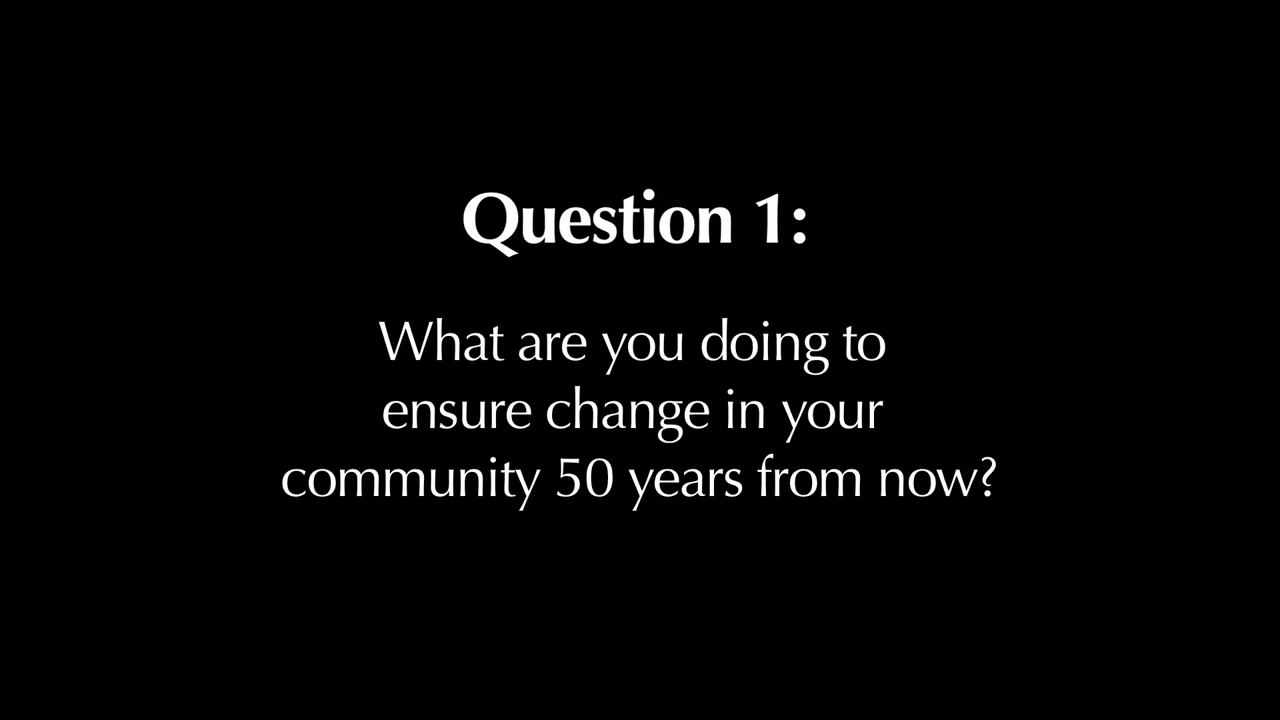 Question 1:
What are you doing to
ensure change in your
community 50 years from now?